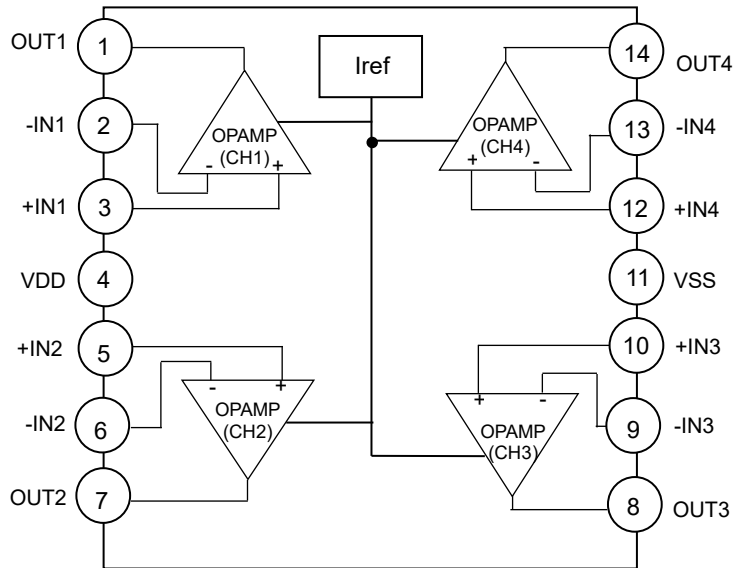 OUT1
1
Iref
14
OUT4
-IN1
2
OPAMP
(CH1)
-
+
OPAMP
(CH4)
+
-
13
-IN4
+IN1
3
12
+IN4
VDD
4
11
VSS
+IN2
5
10
+IN3
-
+
OPAMP
(CH2)
+
-
OPAMP
(CH3)
-IN2
6
9
-IN3
OUT2
7
8
OUT3